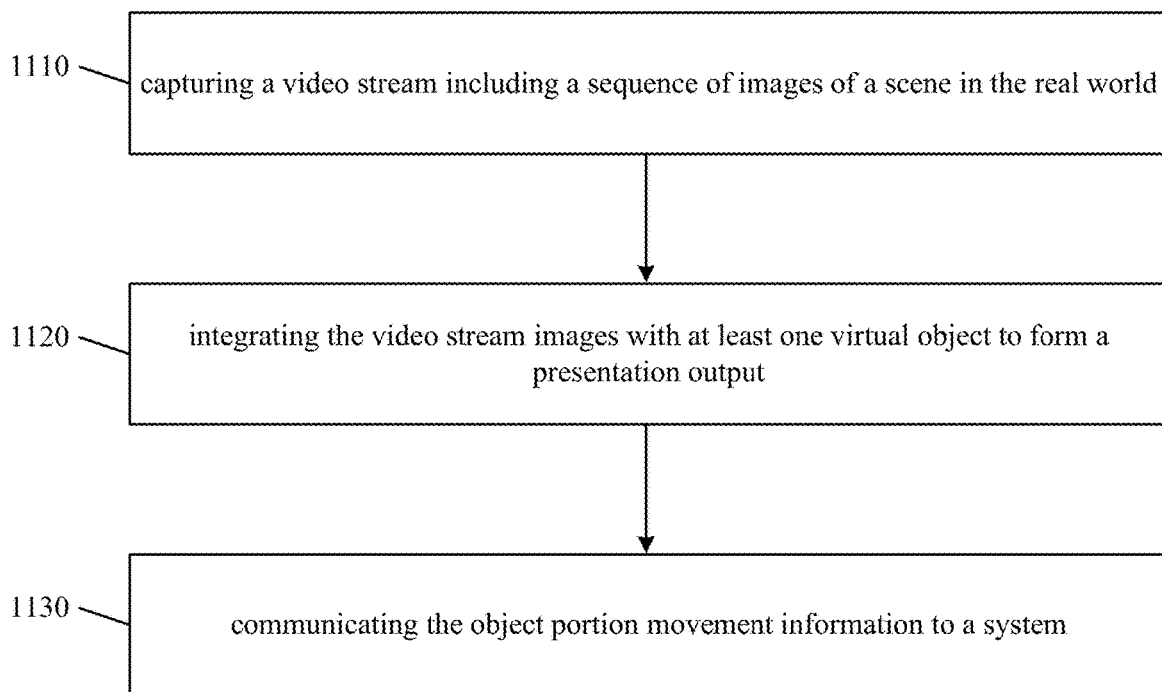 1110
capturing a video stream including a sequence of images of a scene in the real world
1120
integrating the video stream images with at least one virtual object to form a
presentation output
1130
communicating the object portion movement information to a system